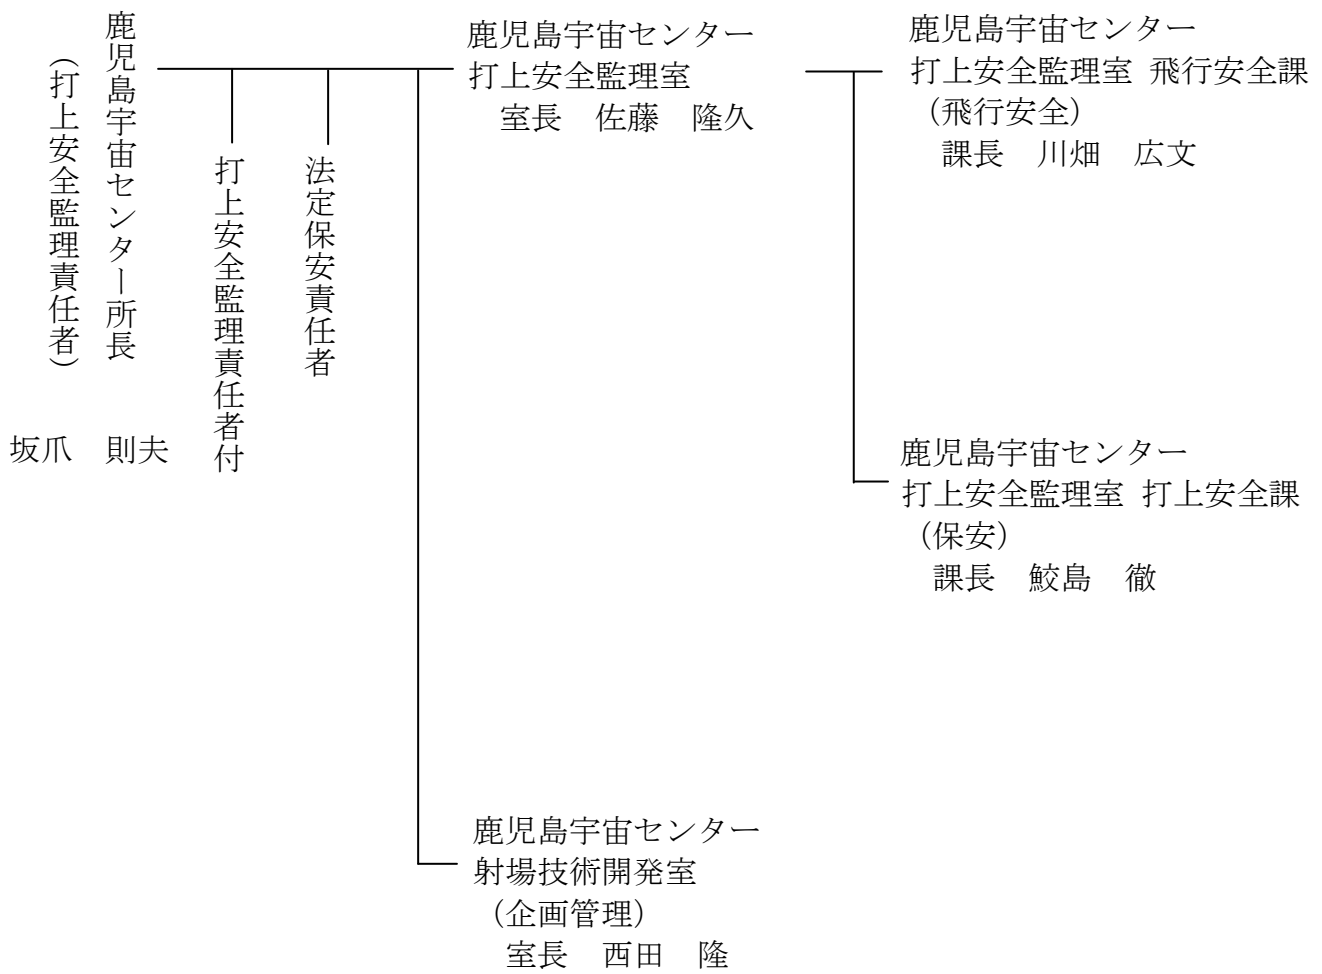 鹿児島宇宙センター所長
（打上安全監理責任者）
坂爪　則夫
打上安全監理責任者付
法定保安責任者
鹿児島宇宙センター
打上安全監理室
室長　佐藤　隆久
鹿児島宇宙センター
打上安全監理室 飛行安全課
（飛行安全）
課長　川畑　広文
鹿児島宇宙センター
打上安全監理室 打上安全課
（保安）
課長　鮫島　徹
鹿児島宇宙センター
射場技術開発室
（企画管理）
室長　西田　隆